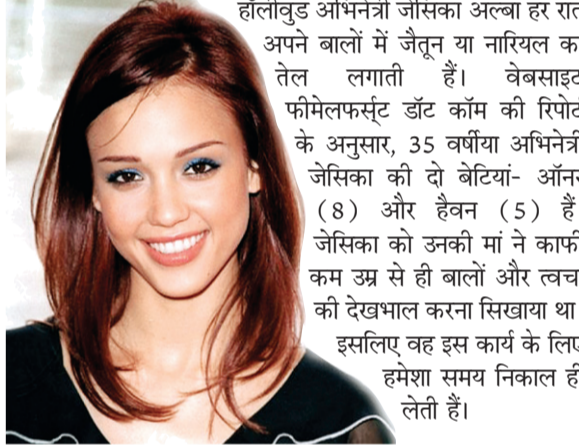 हॉलीवुड अभिनेत्री जेसिका अल्बा हर रात
अपने बालों में जैतून या नारियल क
तेल लगाती हैं। वेबसाइट
फीमेलफर्स्ट डॉट कॉम की रिपोर्ट
के अनुसार, 35 वर्षीया अभिनेत्री
जेसिका की दो बेटियां- ऑनर
(8) और हैवन (5) हैं
जेसिका को उनकी मां ने काफी
कम उम्र से ही बालों और त्वच
की देखभाल करना सिखाया था
इसलिए वह इस कार्य के लिए
हमेशा समय निकाल ही
लेती हैं।